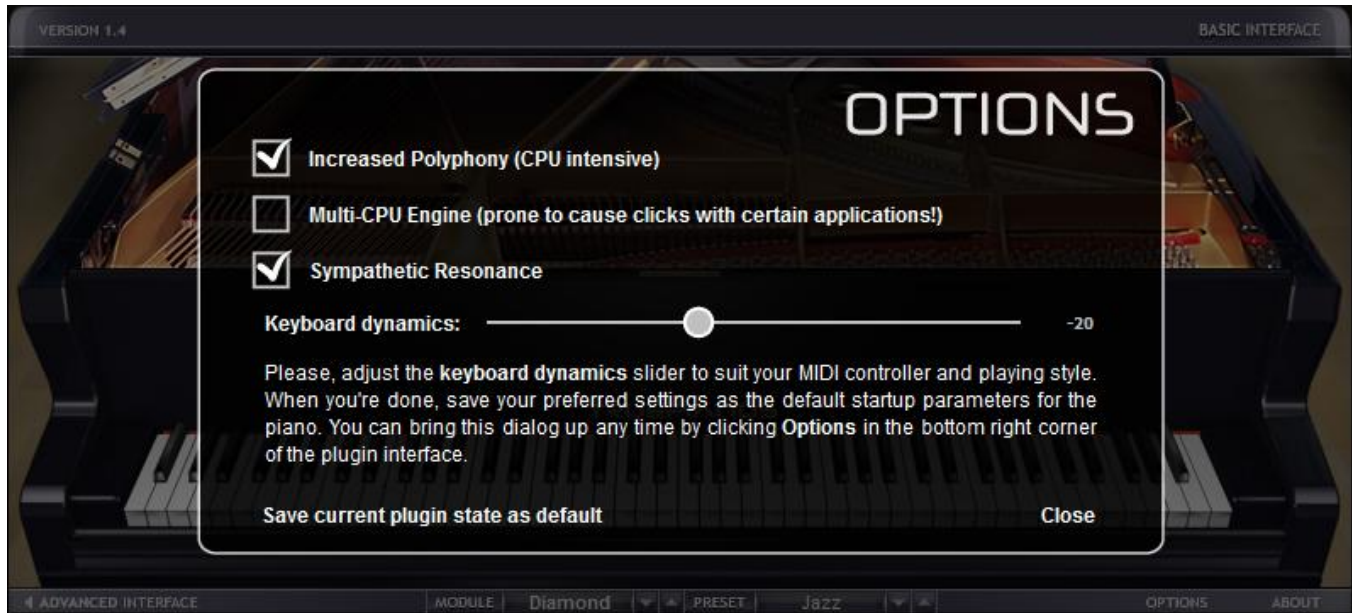 VERSION 1.4
BASIC INTERFACE
OPTIONS
Increased Polyphony (CPU intensive)
Multi-CPU Engine (prone to cause clicks with certain applications!)
Sympathetic Resonance
Keyboard dynamics:
-20
Please, adjust the keyboard dynamics slider to suit your MIDI controller and playing style.
When you're done, save your preferred settings as the default startup parameters for the
piano. You can bring this dialog up any time by clicking Options in the bottom right corner
of the plugin interface.
Save current plugin state as default
Close
ADVANCED INTERFACE
MODULE
Diamond
PRESET
Jazz
OPTIONS
ABOUT